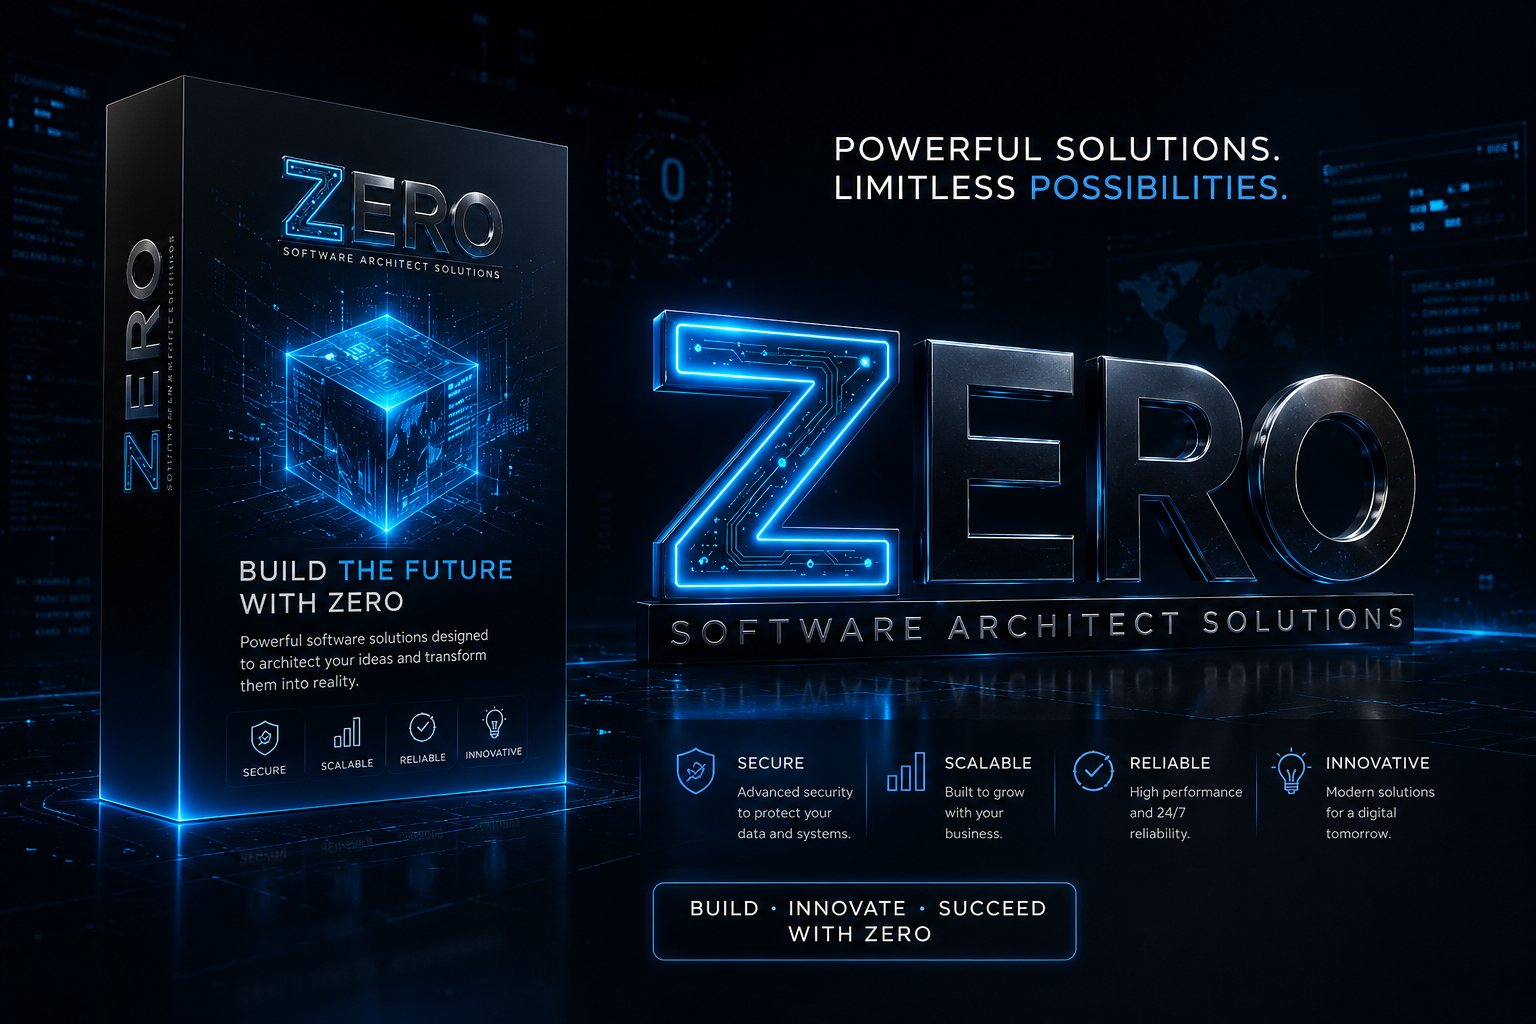 ZERO
SOFTWARE ARCHITECT SOLUTIONS
BUILD THE FUTURE
WITH ZERO
Powerful software solutions designed
to architect your ideas and transform
them into reality.
SECURE
SCALABLE
RELIABLE
INNOVATIVE
ZERO
POWERFUL SOLUTIONS.
LIMITLESS POSSIBILITIES.
0
ZERO
SOFTWARE ARCHITECT SOLUTIONS
SECURE
Advanced security
to protect your
data and systems.
SCALABLE
Built to grow
with your
business.
RELIABLE
High performance
and 24/7
reliability.
INNOVATIVE
Modern solutions
for a digital
tomorrow.
BUILD · INNOVATE · SUCCEED
WITH ZERO